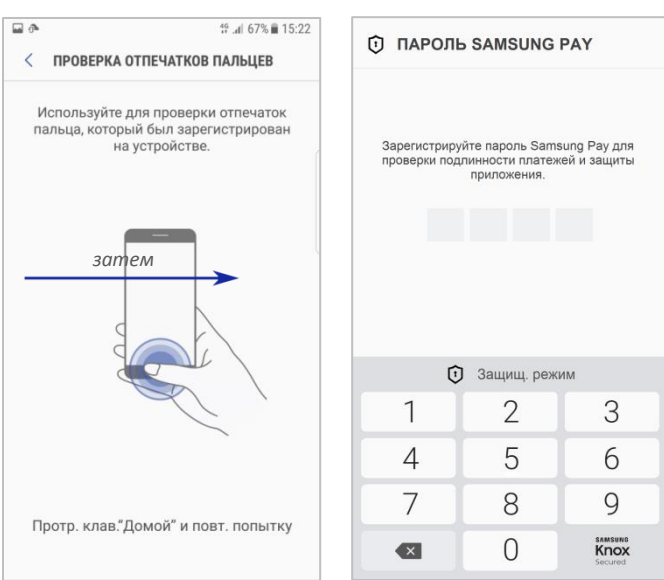 4G 67% 15:22
ПРОВЕРКА ОТПЕЧАТКОВ ПАЛЬЦЕВ
Используйте для проверки отпечаток
пальца, который был зарегистрирован
на устройстве.
затем
Протр. клав."Домой" и повт. попытку
ПАРОЛЬ SAMSUNG PAY
Зарегистрируйте пароль Samsung Pay для
проверки подлинности платежей и защиты
приложения.
Защищ. режим
1 2 3
4 5 6
7 8 9
0
SAMSUNG
Knox
Secured